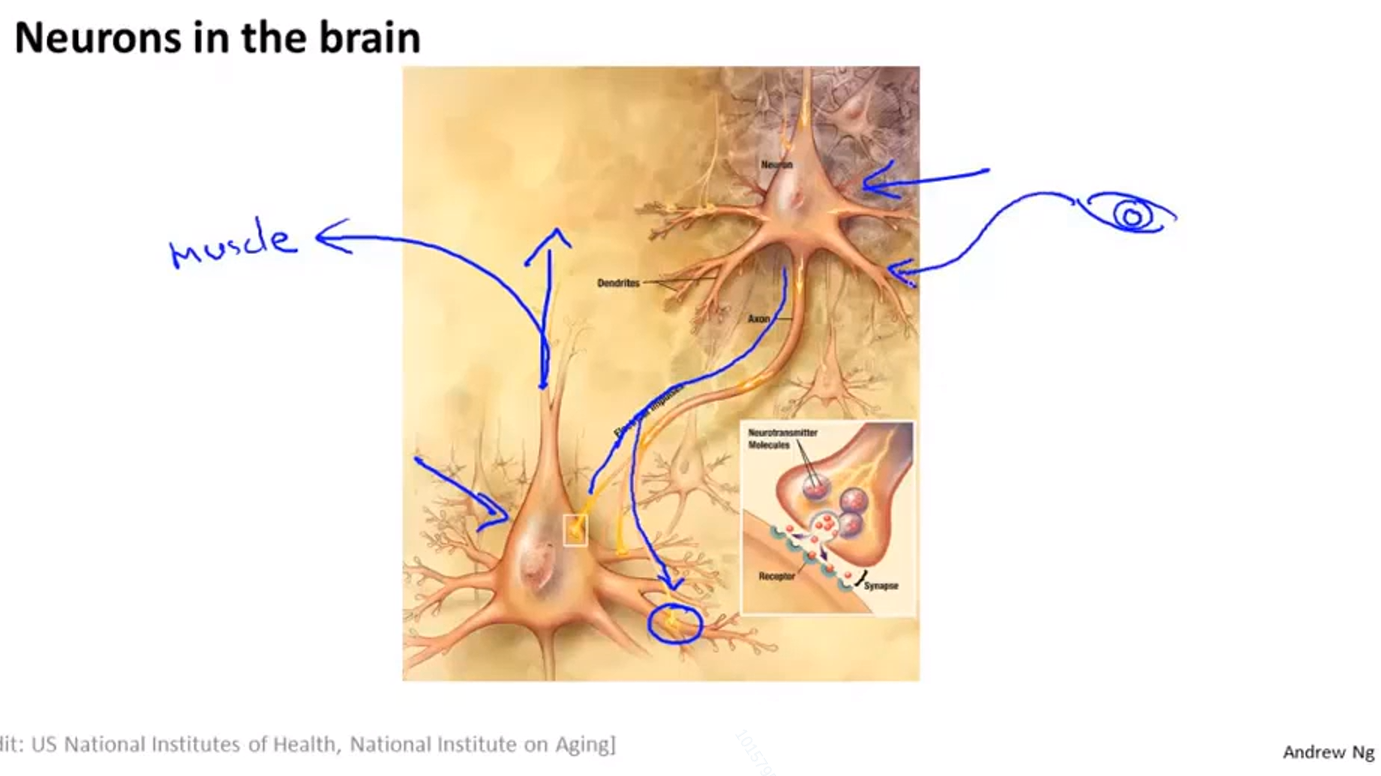 Neurons in the brain
Neuron
muscle
Dendrites
Axon
Neurotransmitter
Molecules
Receptor
Synapse
dit: US National Institutes of Health, National Institute on Aging]
Andrew Ng